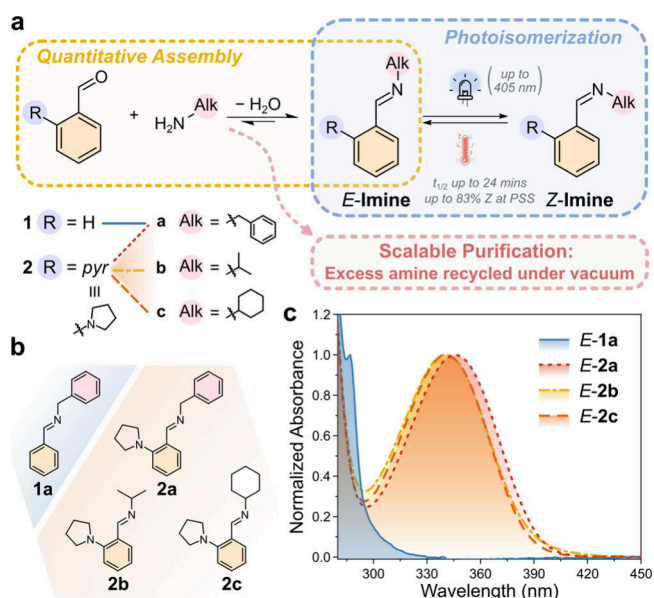 a
Quantitative Assembly
Photoisomerization
O
R
+
H₂N
Alk
– H₂O
Alk
N
R
E-Imine
(up to
405 nm)
t1/2 up to 24 mins
up to 83% Z at PSS
N
Alk
R
Z-Imine
1 R = H
a Alk =
2 R = pyr
b Alk =
III
N
c Alk =
Scalable Purification:
Excess amine recycled under vacuum
b
N
1a
N
N
2a
N
N
2b
N
N
2c
c
Normalized Absorbance
1.2
1.0
0.8
0.6
0.4
0.2
0.0
300 330 360 390 420 450
Wavelength (nm)
E-1a
E-2a
E-2b
E-2c